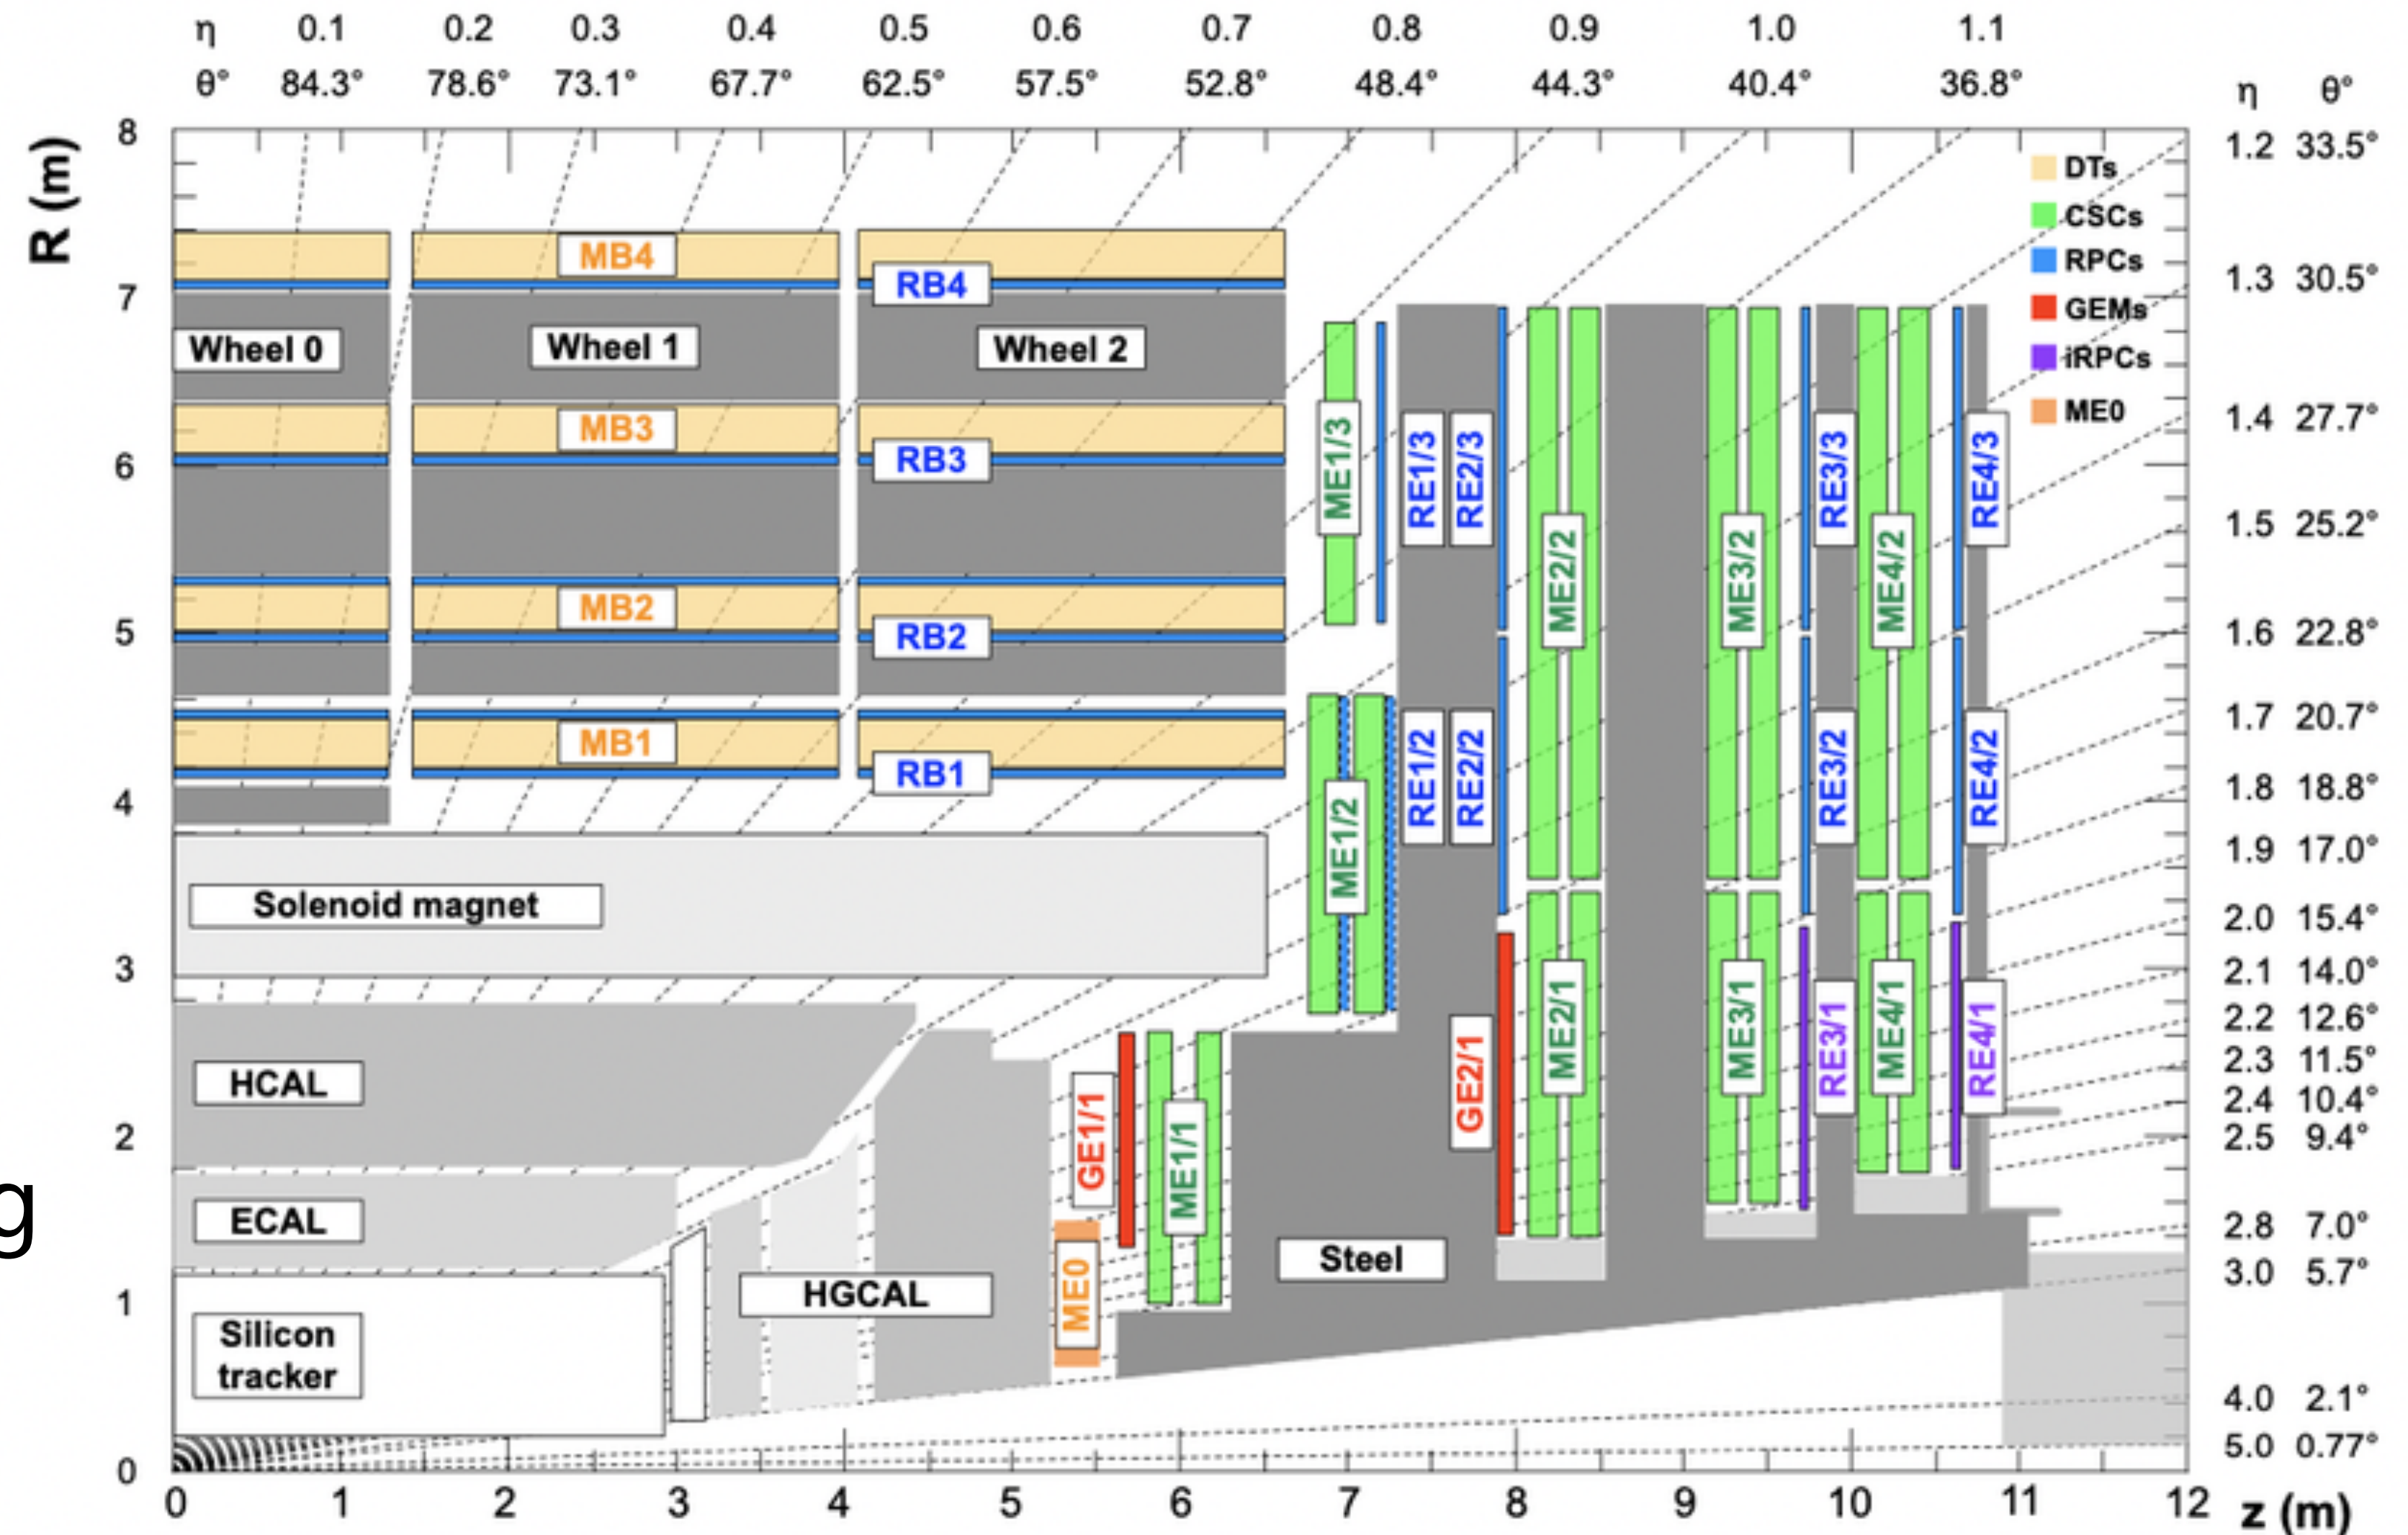 η 0.1 0.2 0.3 0.4 0.5 0.6 0.7 0.8 0.9 1.0 1.1
θ° 84.3° 78.6° 73.1° 67.7° 62.5° 57.5° 52.8° 48.4° 44.3° 40.4° 36.8°
η θ°
R (m)
8
7
6
5
4
3
2
1
0
1.2 33.5°
1.3 30.5°
1.4 27.7°
1.5 25.2°
1.6 22.8°
1.7 20.7°
1.8 18.8°
1.9 17.0°
2.0 15.4°
2.1 14.0°
2.2 12.6°
2.3 11.5°
2.4 10.4°
2.5 9.4°
2.8 7.0°
3.0 5.7°
4.0 2.1°
5.0 0.77°
DTs
CSCs
RPCs
GEMs
iRPCs
ME0
MB4
RB4
Wheel 0
Wheel 1
Wheel 2
MB3
RB3
MB2
RB2
MB1
RB1
ME1/3
RE1/3
RE2/3
ME2/2
ME3/2
RE3/3
ME4/2
RE4/3
ME1/2
RE1/2
RE2/2
RE3/2
RE4/2
Solenoid magnet
HCAL
ECAL
Silicon
tracker
HGCAL
GE1/1
ME1/1
ME0
Steel
GE2/1
ME2/1
ME3/1
RE3/1
ME4/1
RE4/1
g
0 1 2 3 4 5 6 7 8 9 10 11 12 z (m)